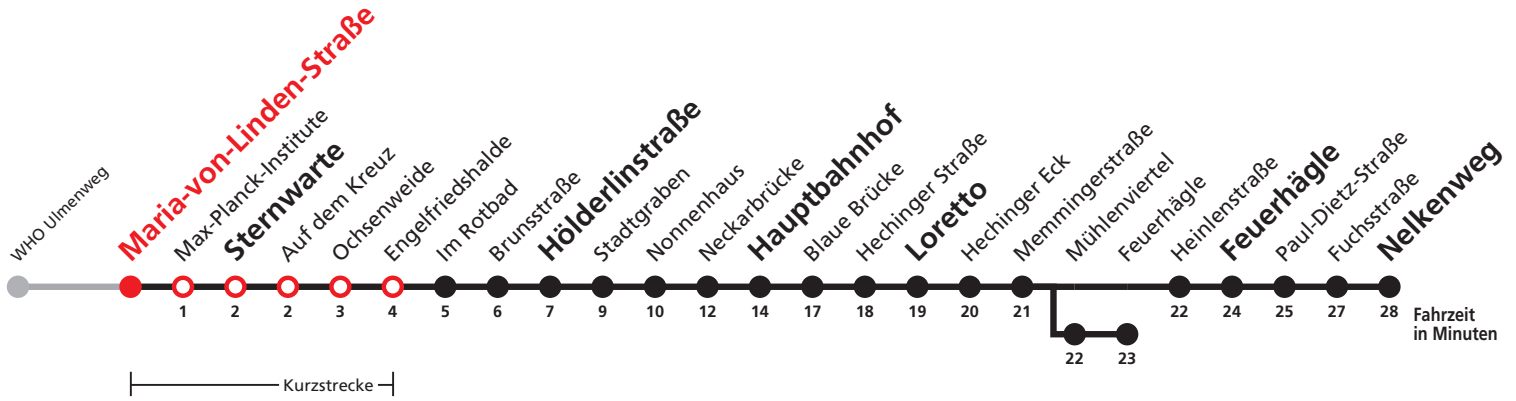 WHO Ulmenweg
Maria-von-Linden-Straße
Max-Planck-Institute
Sternwarte
Auf dem Kreuz
Ochsenweide
Engelfriedshalde
Im Rotbad
Brunsstraße
Hölderlinstraße
Stadtgraben
Nonnenhaus
Neckarbrücke
Hauptbahnhof
Blaue Brücke
Hechinger Straße
Loretto
Hechinger Eck
Memmingerstraße
Mühlenviertel
Feuerhägle
Heinlenstraße
Feuerhägle
Paul-Dietz-Straße
Fuchsstraße
Nelkenweg
1 2 2 3 4 5 6 7 9 10 12 14 17 18 19 20 21 22 24 25 27 28
Fahrzeit
in Minuten
22 23
Kurzstrecke